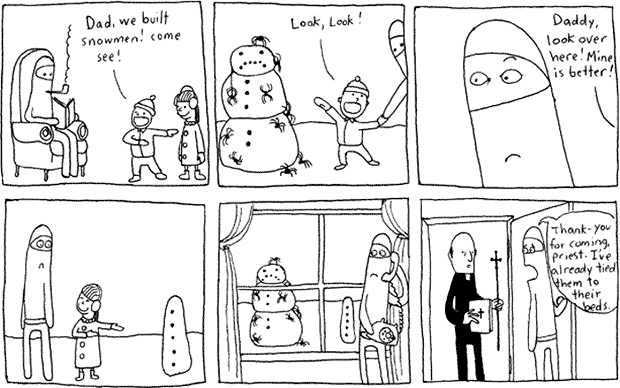 Dad, we built
snowmen! come
see!
Look, Look!
Daddy,
look over
here! Mine
is better!
Thank-you
for coming,
priest. I've
already tied
them to
their
beds.